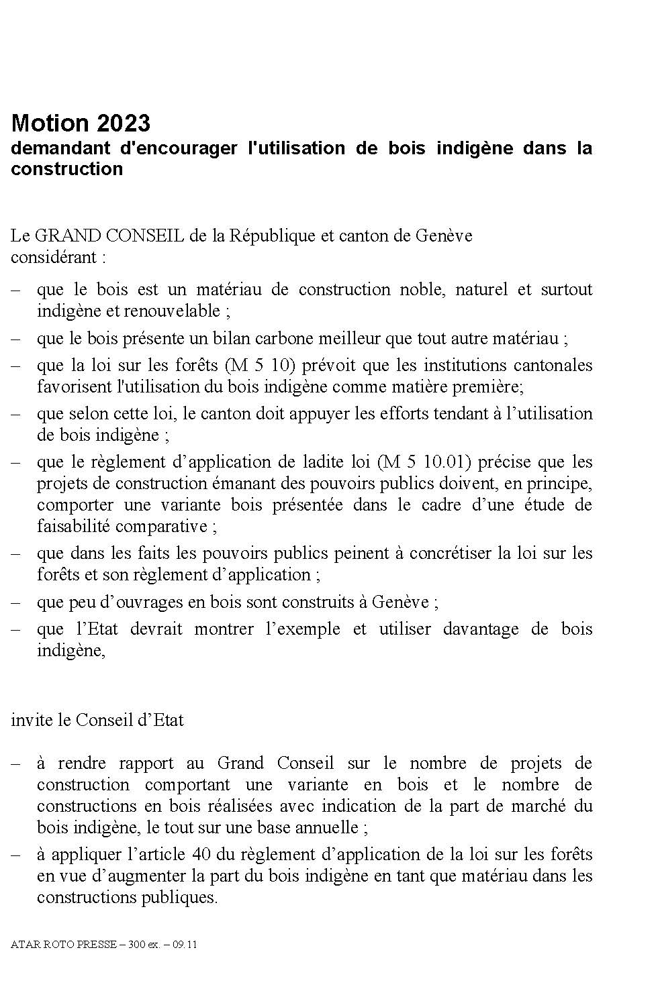 Motion 2023
demandant d'encourager l'utilisation de bois indigène dans la
construction
Le GRAND CONSEIL de la République et canton de Genève
considérant :
– que le bois est un matériau de construction noble, naturel et surtout
indigène et renouvelable ;
– que le bois présente un bilan carbone meilleur que tout autre matériau ;
– que la loi sur les forêts (M 5 10) prévoit que les institutions cantonales
favorisent l'utilisation du bois indigène comme matière première;
– que selon cette loi, le canton doit appuyer les efforts tendant à l’utilisation
de bois indigène ;
– que le règlement d’application de ladite loi (M 5 10.01) précise que les
projets de construction émanant des pouvoirs publics doivent, en principe,
comporter une variante bois présentée dans le cadre d’une étude de
faisabilité comparative ;
– que dans les faits les pouvoirs publics peinent à concrétiser la loi sur les
forêts et son règlement d’application ;
– que peu d’ouvrages en bois sont construits à Genève ;
– que l’Etat devrait montrer l’exemple et utiliser davantage de bois
indigène,
invite le Conseil d’Etat
– à rendre rapport au Grand Conseil sur le nombre de projets de
construction comportant une variante en bois et le nombre de
constructions en bois réalisées avec indication de la part de marché du
bois indigène, le tout sur une base annuelle ;
– à appliquer l’article 40 du règlement d’application de la loi sur les forêts
en vue d’augmenter la part du bois indigène en tant que matériau dans les
constructions publiques.
ATAR ROTO PRESSE – 300 ex. – 09.11